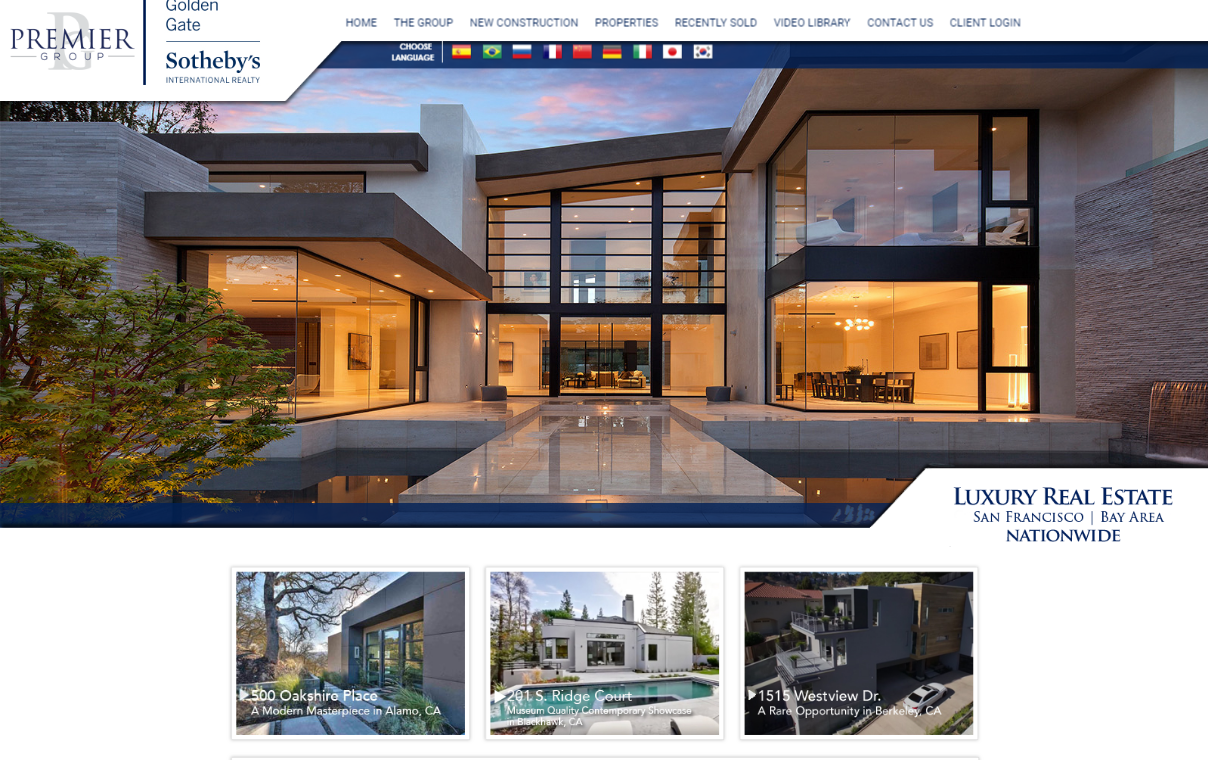 PREMIER
GROUP
Golden
Gate
Sotheby's
INTERNATIONAL REALTY
HOME THE GROUP NEW CONSTRUCTION PROPERTIES RECENTLY SOLD VIDEO LIBRARY CONTACT US CLIENT LOGIN
CHOOSE
LANGUAGE
LUXURY REAL ESTATE
SAN FRANCISCO | BAY AREA
NATIONWIDE
500 Oakshire Place
A Modern Masterpiece in Alamo, CA
201 S. Ridge Court
Museum Quality Contemporary Showcase
in Blackhawk, CA
1515 Westview Dr.
A Rare Opportunity in Berkeley, CA